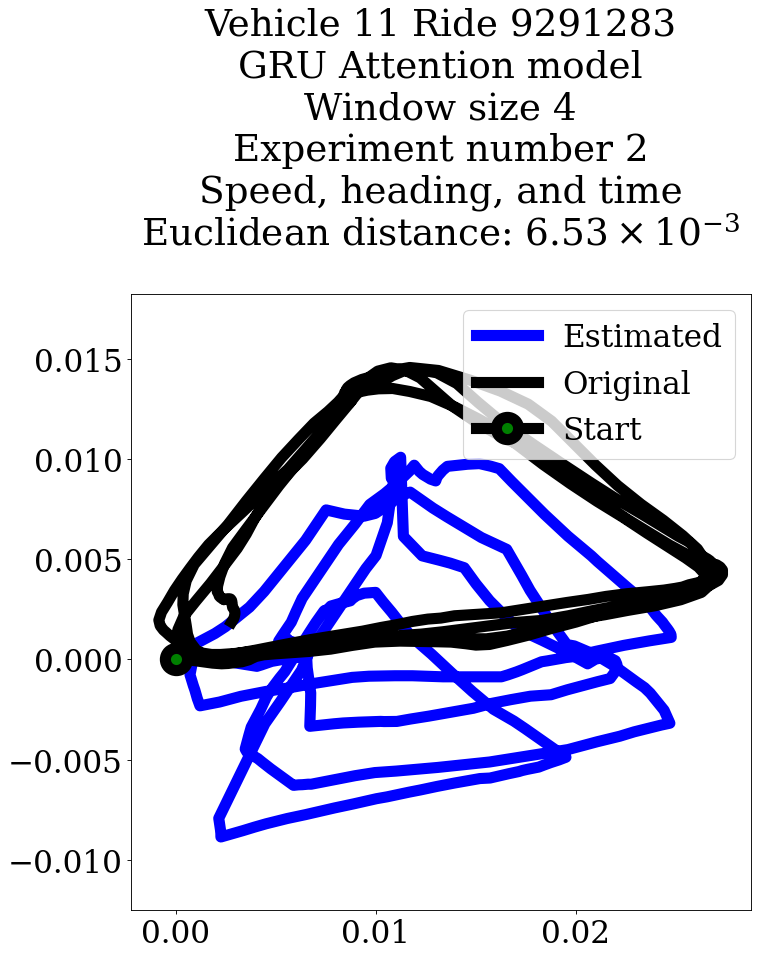 Vehicle 11 Ride 9291283
GRU Attention model
Window size 4
Experiment number 2
Speed, heading, and time
Euclidean distance: 6.53 × 10⁻³
Estimated
Original
Start
0.015
0.010
0.005
0.000
−0.005
−0.010
0.00 0.01 0.02